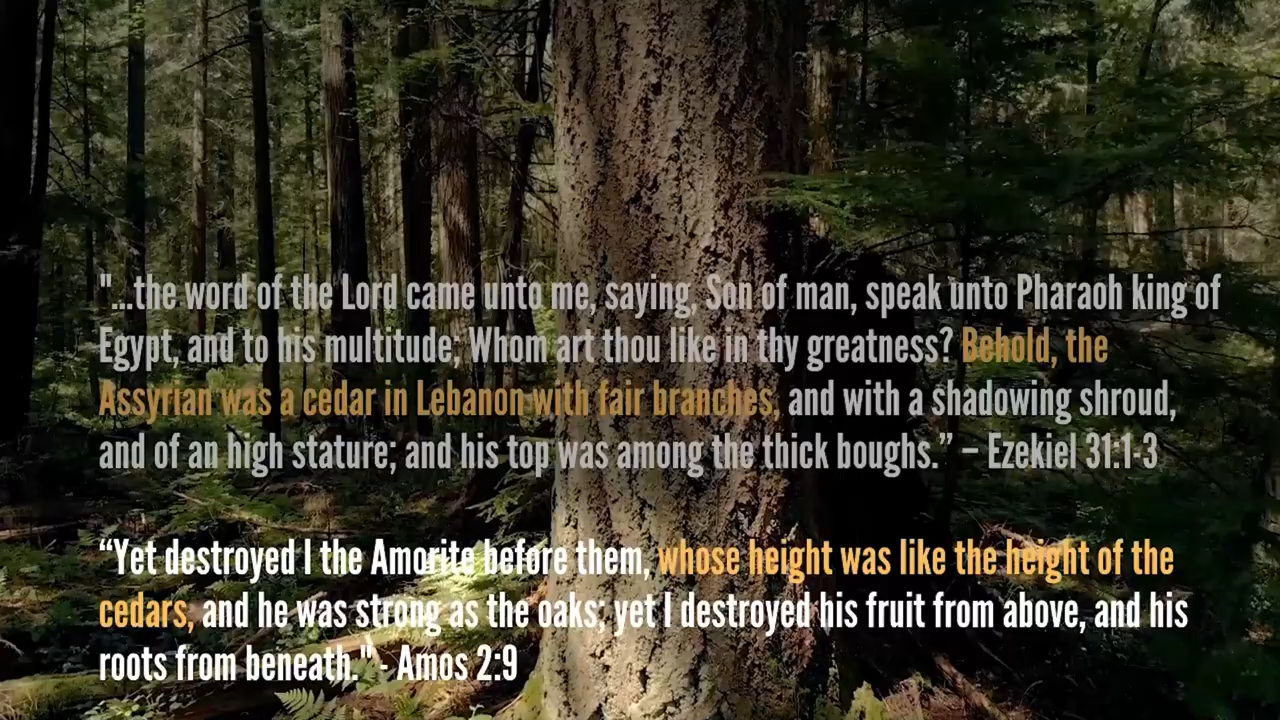 "...the word of the Lord came unto me, saying, Son of man, speak unto Pharaoh king of
Egypt, and to his multitude; Whom art thou like in thy greatness? Behold, the
Assyrian was a cedar in Lebanon with fair branches, and with a shadowing shroud,
and of an high stature; and his top was among the thick boughs.” – Ezekiel 31:1-3
“Yet destroyed I the Amorite before them, whose height was like the height of the
cedars, and he was strong as the oaks; yet I destroyed his fruit from above, and his
roots from beneath." - Amos 2:9